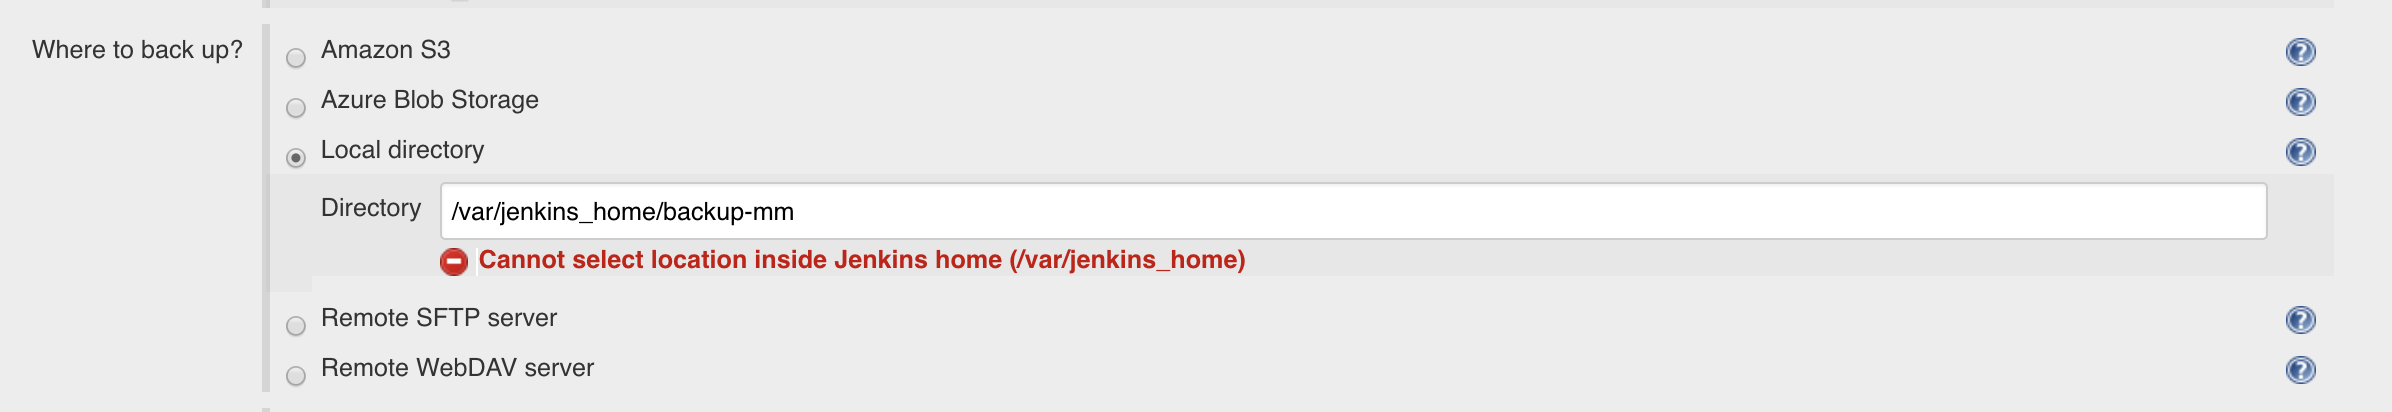 Where to back up?
Amazon S3
?
Azure Blob Storage
?
Local directory
?
Directory
/var/jenkins_home/backup-mm
Cannot select location inside Jenkins home (/var/jenkins_home)
Remote SFTP server
?
Remote WebDAV server
?